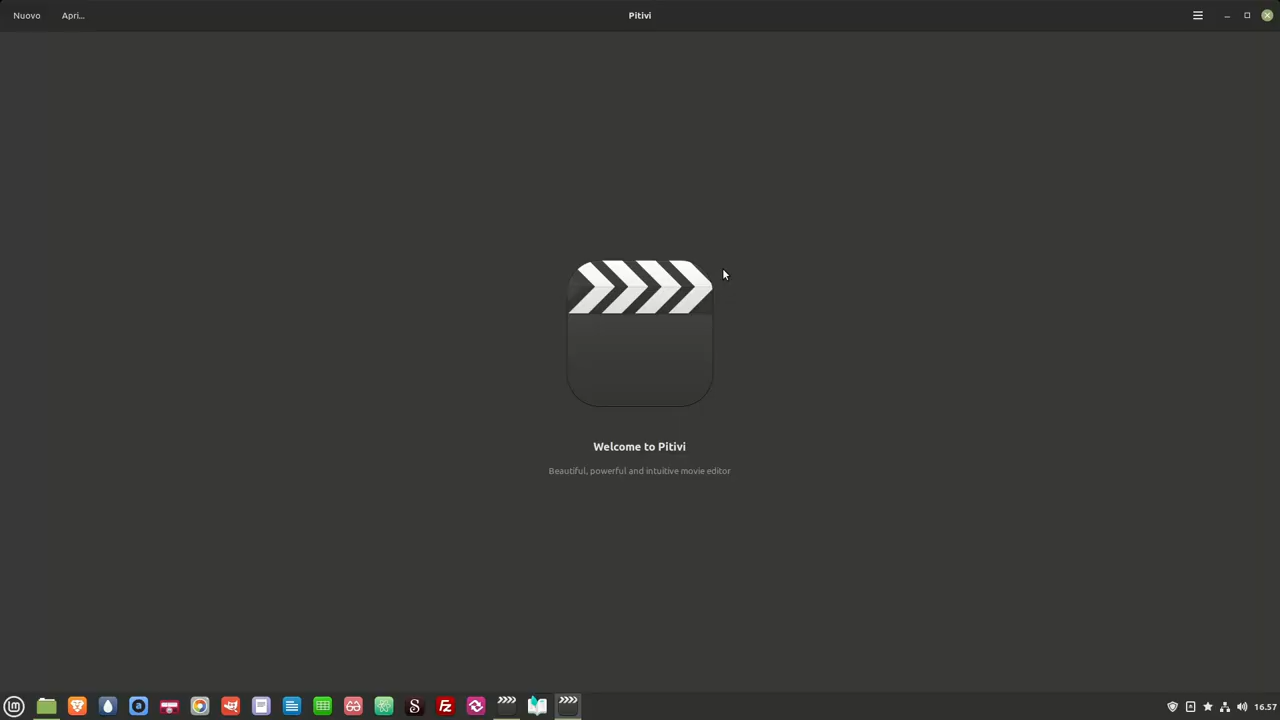 Nuovo Apri... Pitivi
Welcome to Pitivi
Beautiful, powerful and intuitive movie editor
16.57